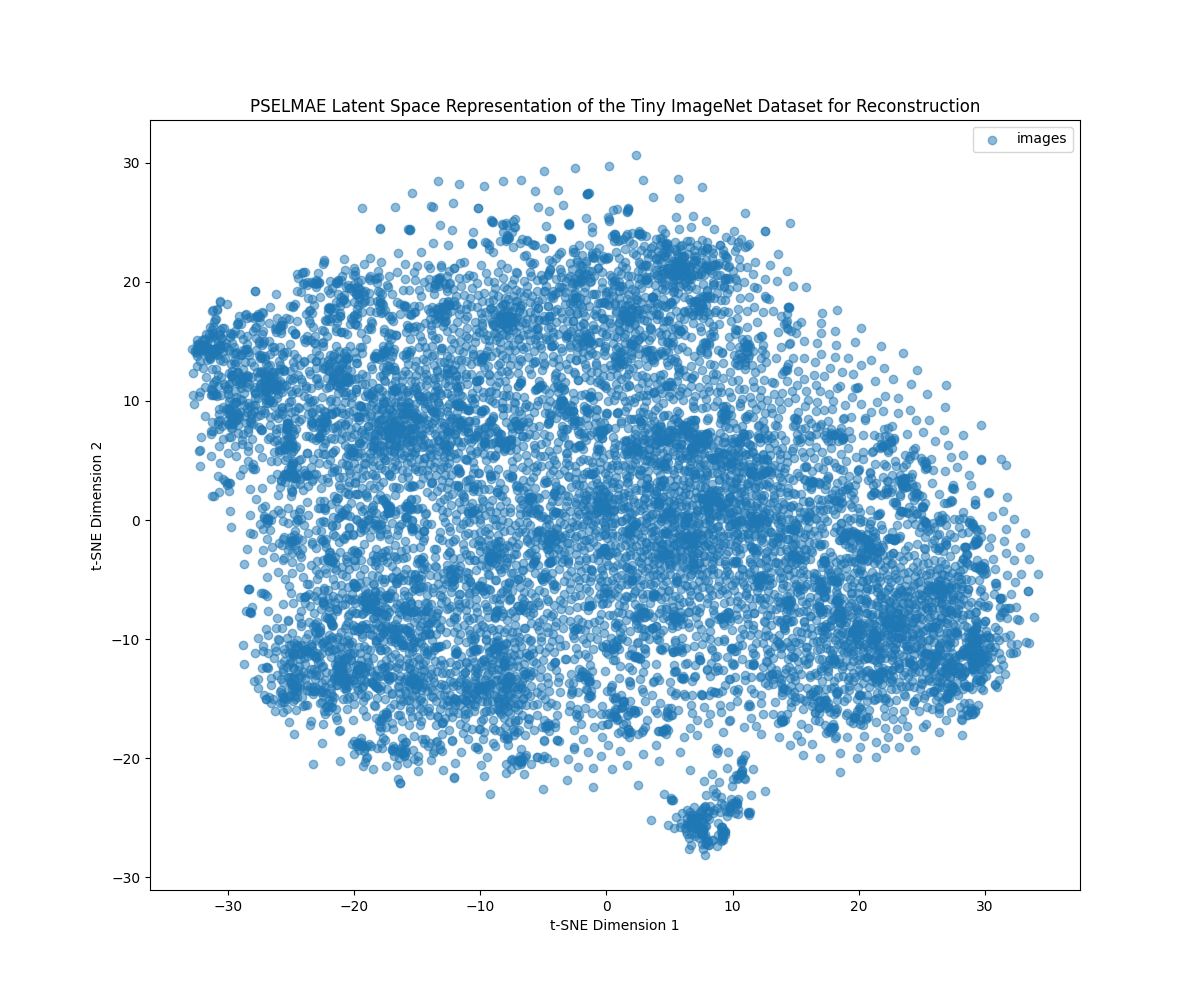 PSELMAE Latent Space Representation of the Tiny ImageNet Dataset for Reconstruction
images
30
20
10
0
−10
−20
−30
t-SNE Dimension 2
−30 −20 −10 0 10 20 30
t-SNE Dimension 1